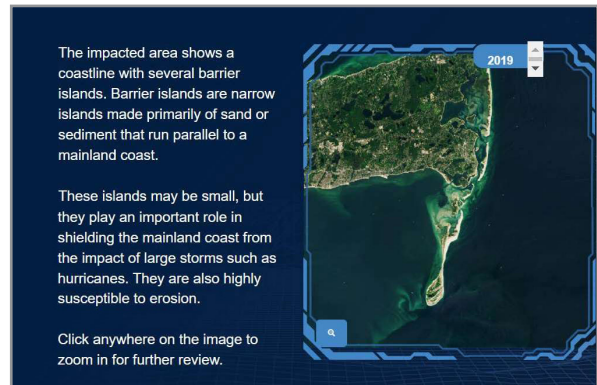 The impacted area shows a
coastline with several barrier
islands. Barrier islands are narrow
islands made primarily of sand or
sediment that run parallel to a
mainland coast.
These islands may be small, but
they play an important role in
shielding the mainland coast from
the impact of large storms such as
hurricanes. They are also highly
susceptible to erosion.
Click anywhere on the image to
zoom in for further review.
2019